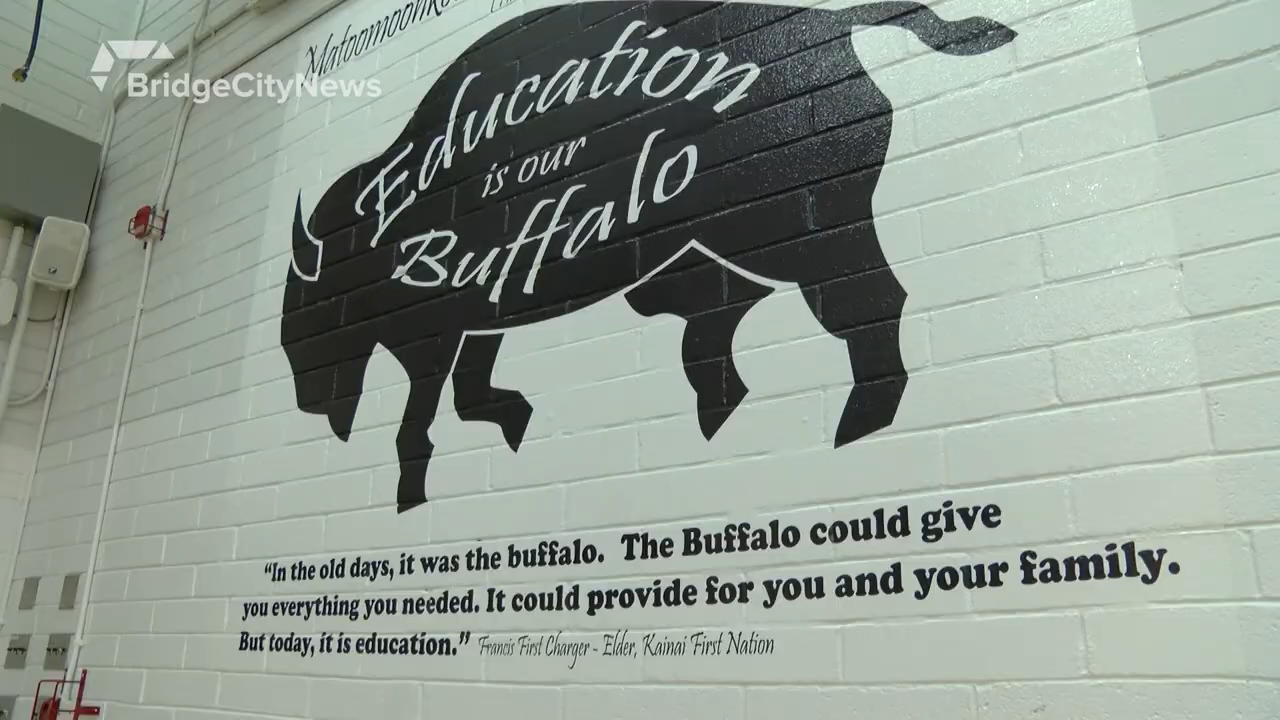 BridgeCityNews
Education
is our
Buffalo
“In the old days, it was the buffalo. The Buffalo could give
you everything you needed. It could provide for you and your family.
But today, it is education.” Francis First Charger - Elder, Kainai First Nation